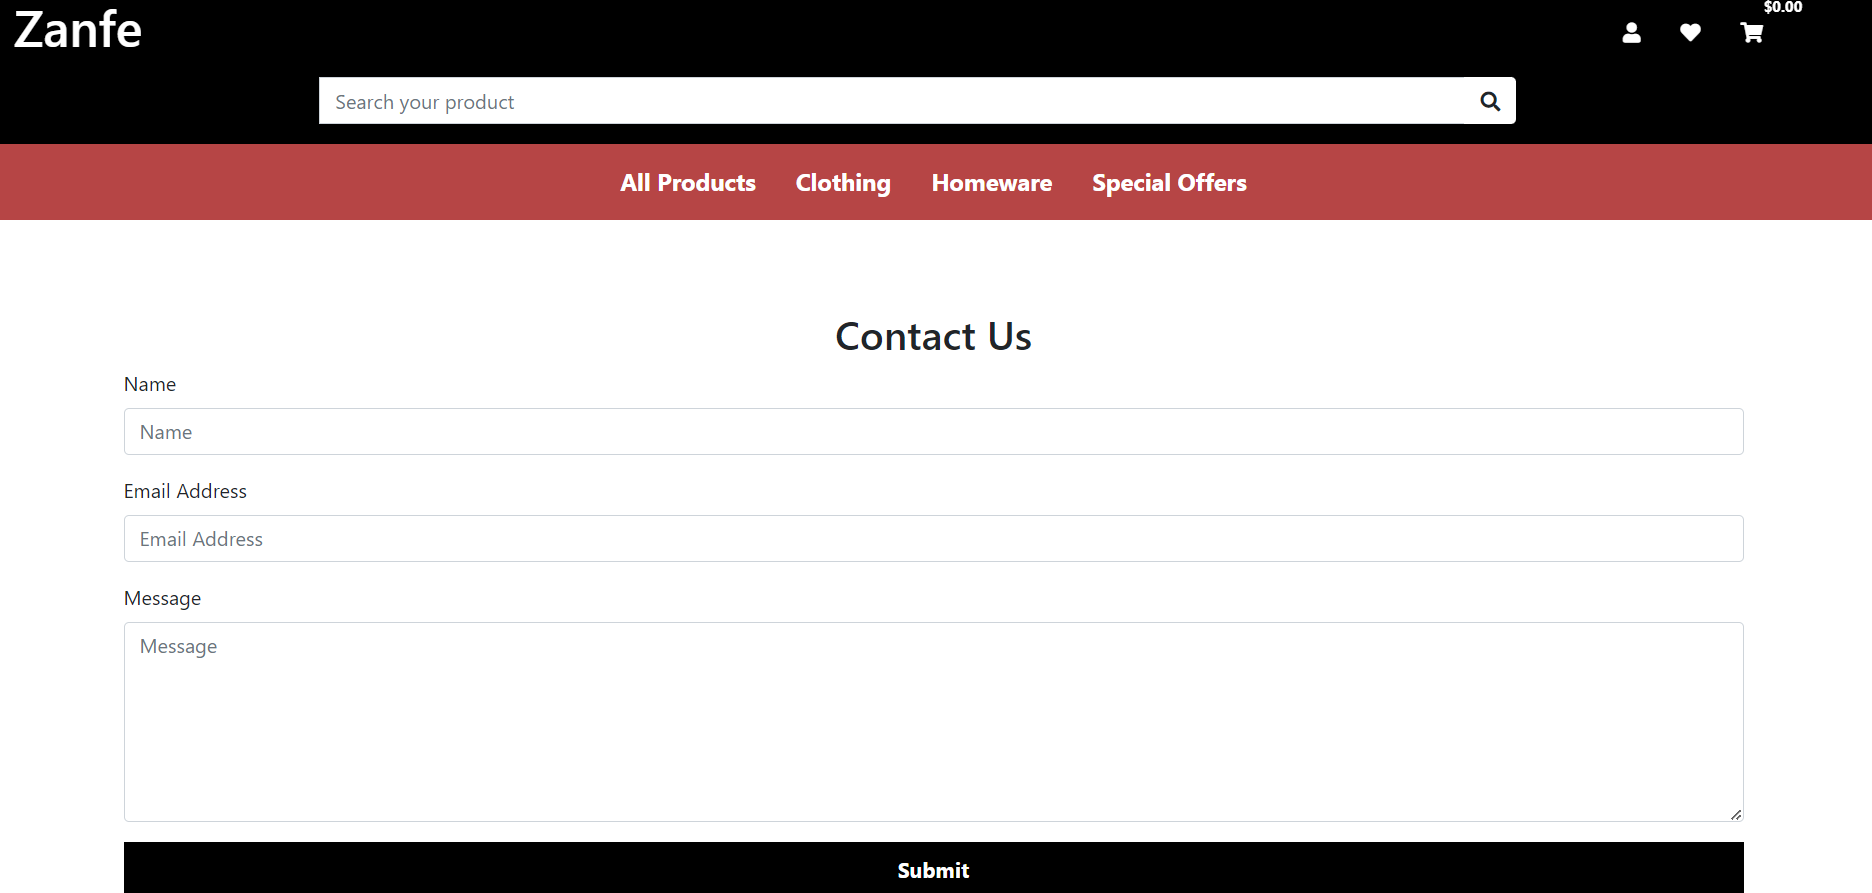 Zanfe
$0.00
Search your product
All Products Clothing Homeware Special Offers
Contact Us
Name
Name
Email Address
Email Address
Message
Message
Submit